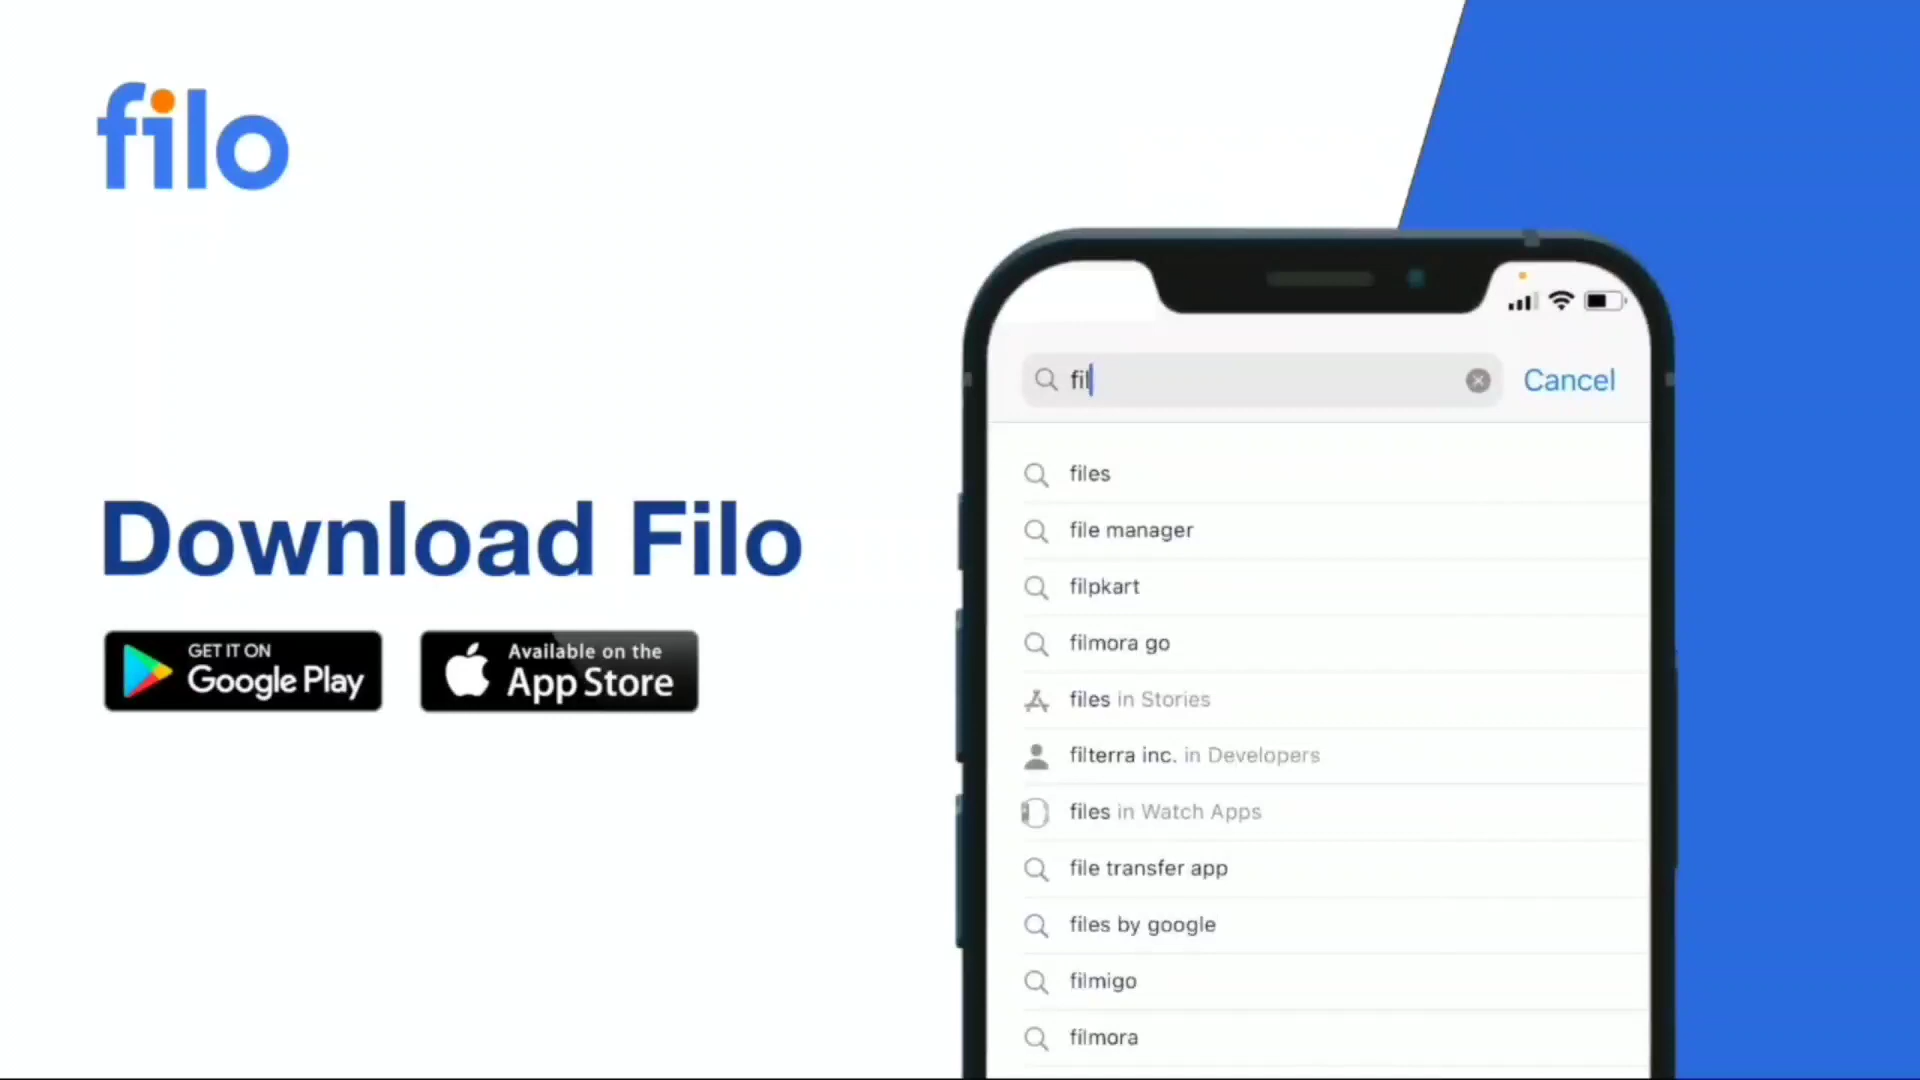 filo
Download Filo
GET IT ON
Google Play
Available on the
App Store
fil
Cancel
files
file manager
filpkart
filmora go
files in Stories
filterra inc. in Developers
files in Watch Apps
file transfer app
files by google
filmigo
filmora